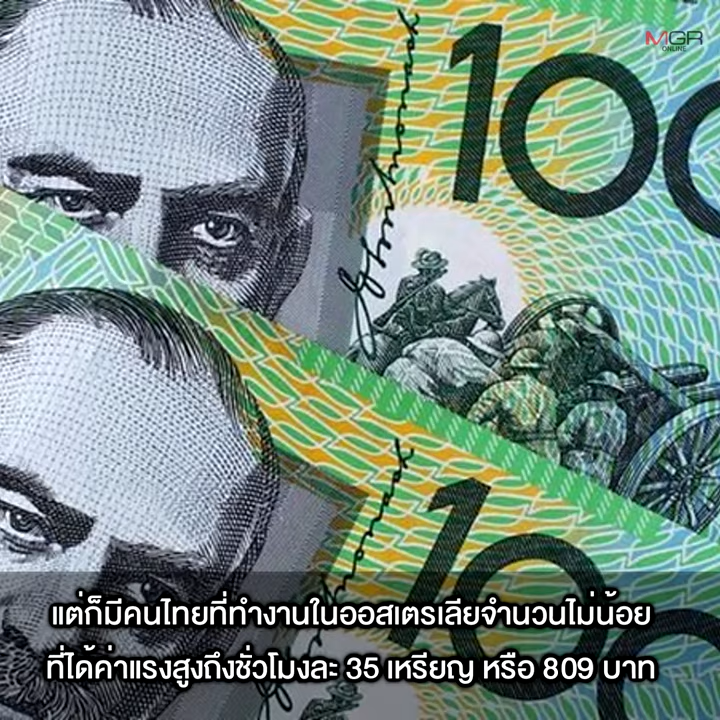 MGR
ONLINE
100
100
แต่ก็มีคนไทยที่ทำงานในออสเตรเลียจำนวนไม่น้อย
ที่ได้ค่าแรงสูงถึงชั่วโมงละ 35 เหรียญ หรือ 809 บาท